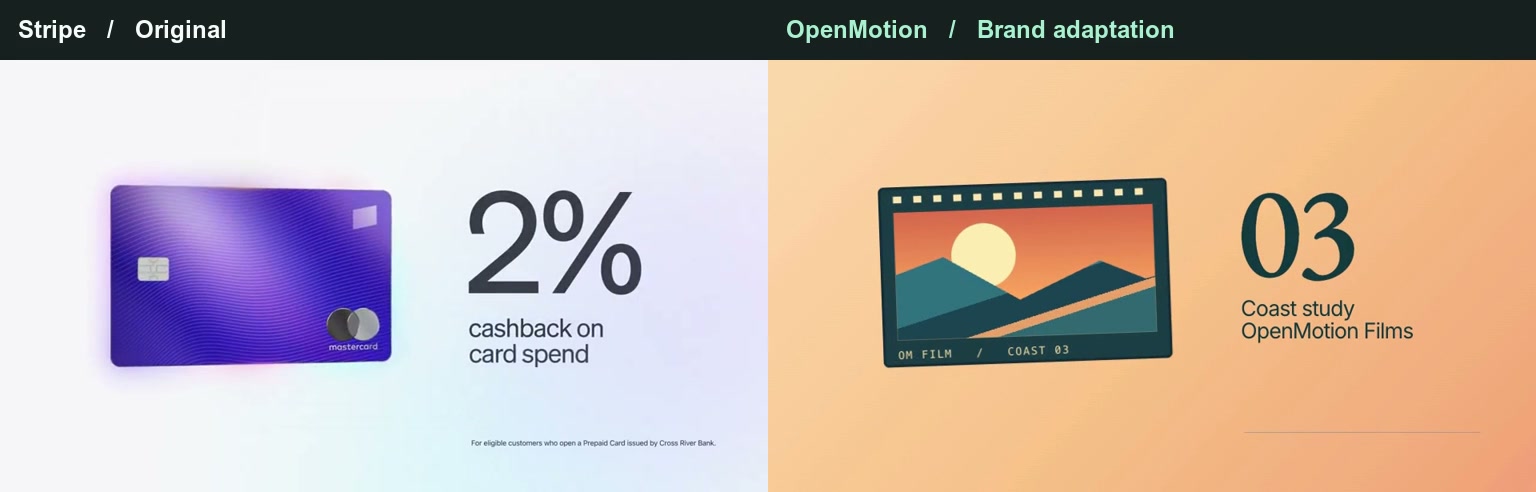 Stripe / Original
OpenMotion / Brand adaptation
2%
cashback on
card spend
mastercard
For eligible customers who open a Prepaid Card issued by Cross River Bank.
03
Coast study
OpenMotion Films
OM FILM / COAST 03